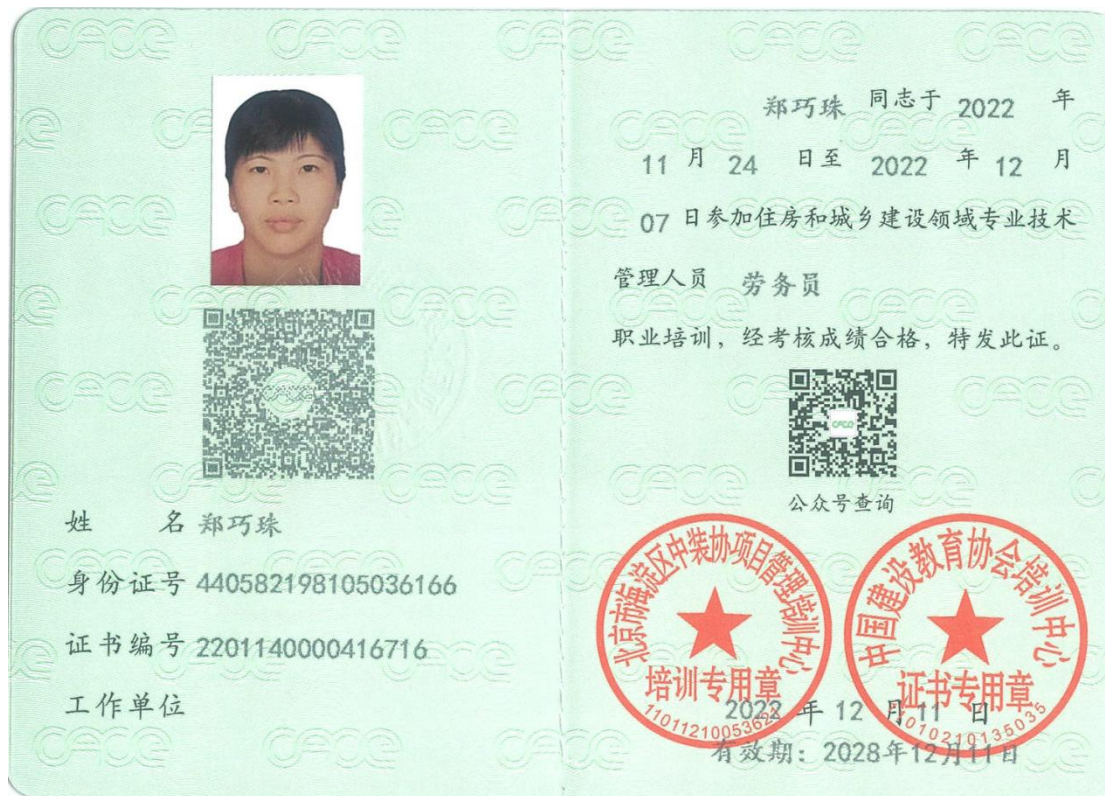 姓 名 郑巧珠
身份证号 440582198105036166
证书编号 2201140000416716
工作单位
郑巧珠 同志于 2022 年
11 月 24 日至 2022 年 12 月
07 日参加住房和城乡建设领域专业技术
管理人员 劳务员
职业培训，经考核成绩合格，特发此证。
CACE
公众号查询
北京市海淀区中装协项目管理培训中心
培训专用章
中国建设教育协会培训中心
证书专用章
2022 年 12 月 11 日
有效期：2028年12月11日